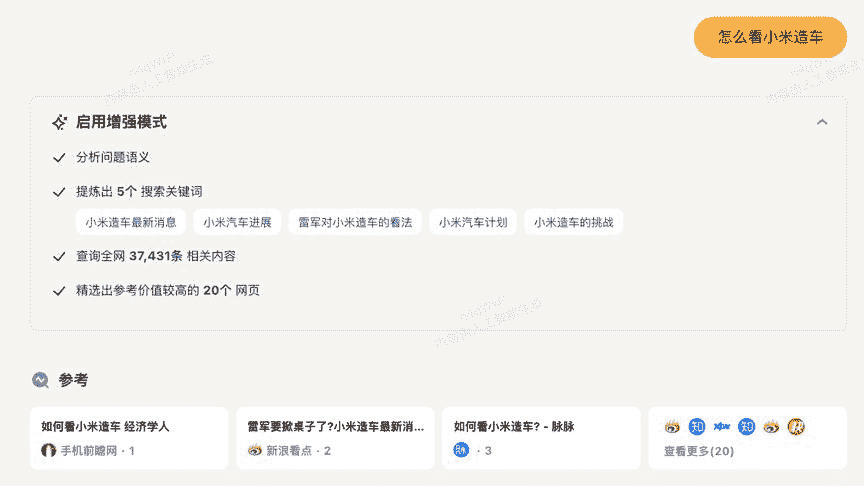 怎么看小米造车
启用增强模式
分析问题语义
提炼出 5个 搜索关键词
小米造车最新消息 小米汽车进展 雷军对小米造车的看法 小米汽车计划 小米造车的挑战
查询全网 37,431条 相关内容
精选出参考价值较高的 20个 网页
参考
如何看小米造车 经济学人 雷军要掀桌子了?小米造车最新消... 如何看小米造车? - 脉脉 知 知
手机前瞻网 · 1 新浪看点 · 2 脉 · 3 查看更多(20)